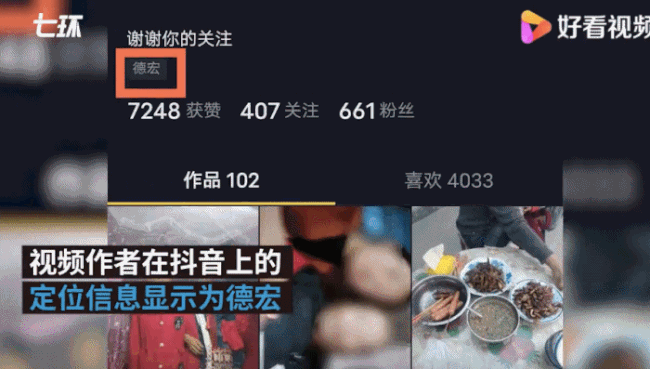 七环
好看视频
谢谢你的关注
德宏
7248 获赞 407 关注 661 粉丝
作品 102 喜欢 4033
视频作者在抖音上的
定位信息显示为德宏